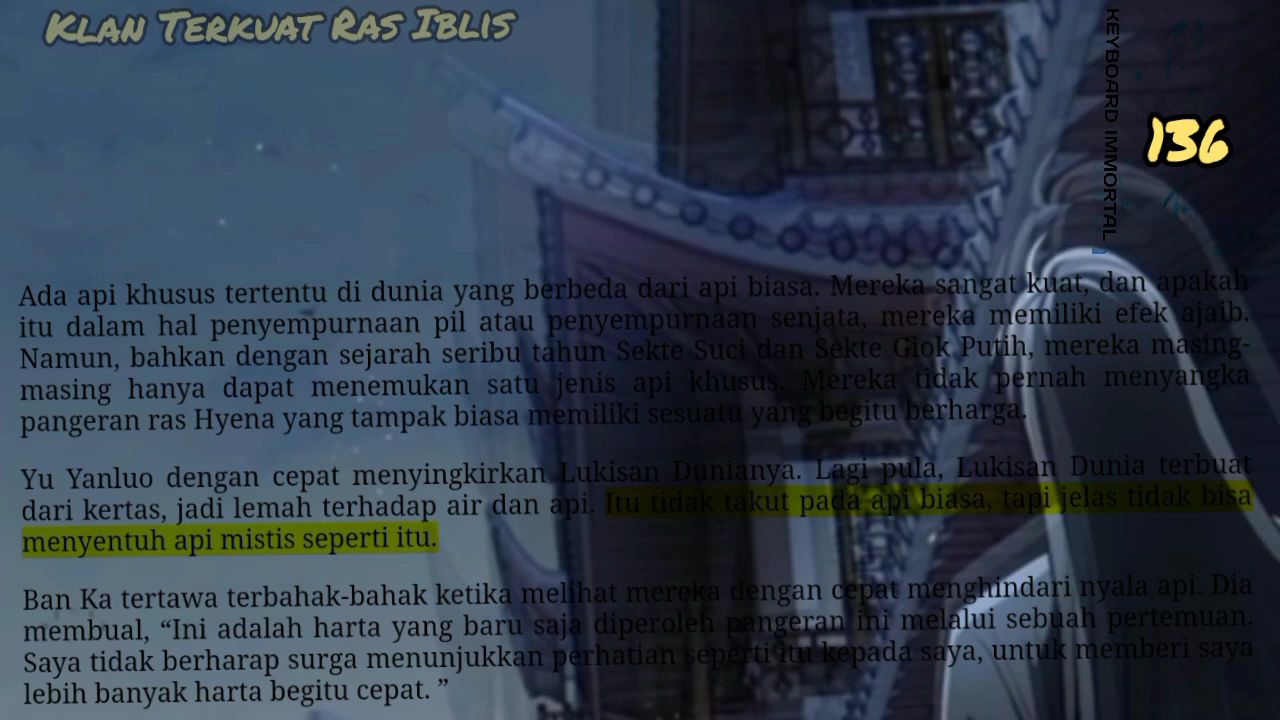 Klan Terkuat Ras Iblis
KEYBOARD IMMORTAL
136
Ada api khusus tertentu di dunia yang berbeda dari api biasa. Mereka sangat kuat, dan apakah
itu dalam hal penyempurnaan pil atau penyempurnaan senjata, mereka memiliki efek ajaib.
Namun, bahkan dengan sejarah seribu tahun Sekte Suci dan Sekte Giok Putih, mereka masing-
masing hanya dapat menemukan satu jenis api khusus. Mereka tidak pernah menyangka
pangeran ras Hyena yang tampak biasa memiliki sesuatu yang begitu berharga.
Yu Yanluo dengan cepat menyingkirkan Lukisan Dunianya. Lagi pula, Lukisan Dunia terbuat
dari kertas, jadi lemah terhadap air dan api. Itu tidak takut pada api biasa, tapi jelas tidak bisa
menyentuh api mistis seperti itu.
Ban Ka tertawa terbahak-bahak ketika melihat mereka dengan cepat menghindari nyala api. Dia
membual, “Ini adalah harta yang baru saja diperoleh pangeran ini melalui sebuah pertemuan.
Saya tidak berharap surga menunjukkan perhatian seperti itu kepada saya, untuk memberi saya
lebih banyak harta begitu cepat. ”